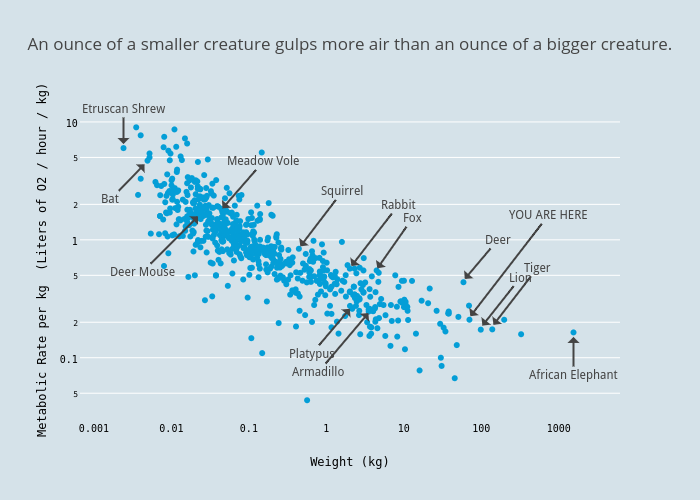 An ounce of a smaller creature gulps more air than an ounce of a bigger creature.
Metabolic Rate per kg  (Liters of O2 / hour / kg)
10
5
2
1
5
2
0.1
5
Etruscan Shrew
Meadow Vole
Bat
Squirrel
Rabbit
Fox
YOU ARE HERE
Deer
Tiger
Lion
Deer Mouse
Platypus
Armadillo
African Elephant
0.001
0.01
0.1
1
10
100
1000
Weight (kg)